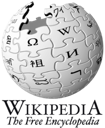 Ω W И
WIKIPEDIA
The Free Encyclopedia